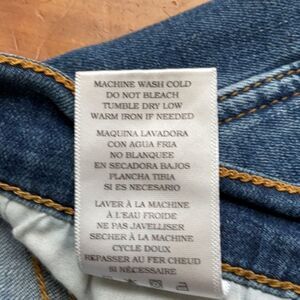 MACHINE WASH COLD
DO NOT BLEACH
TUMBLE DRY LOW
WARM IRON IF NEEDED
MAQUINA LAVADORA
CON AGUA FRIA
NO BLANQUEE
EN SECADORA BAJOS
PLANCHA TIBIA
SI ES NECESARIO
LAVER À LA MACHINE
À L'EAU FROIDE
NE PAS JAVELLISER
SECHER À LA MACHINE
CYCLE DOUX
REPASSER AU FER CHEUD
SI NÉCESSAIRE